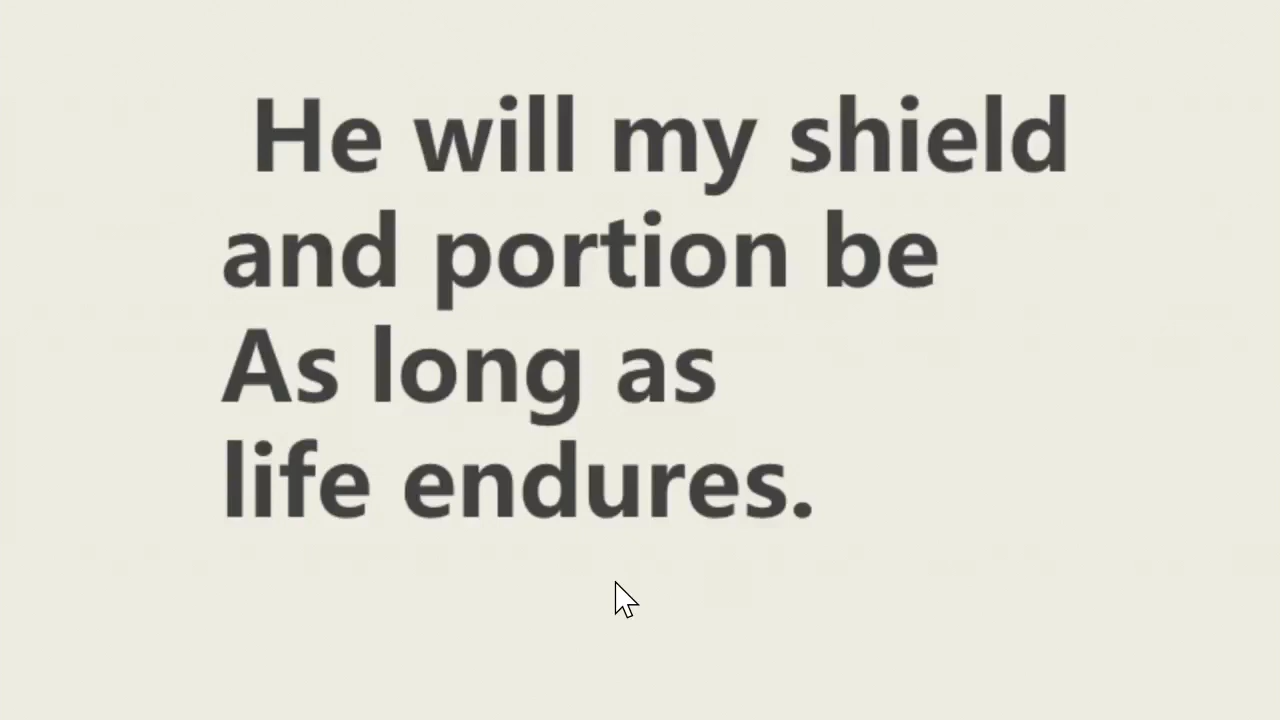 He will my shield
and portion be
As long as
life endures.